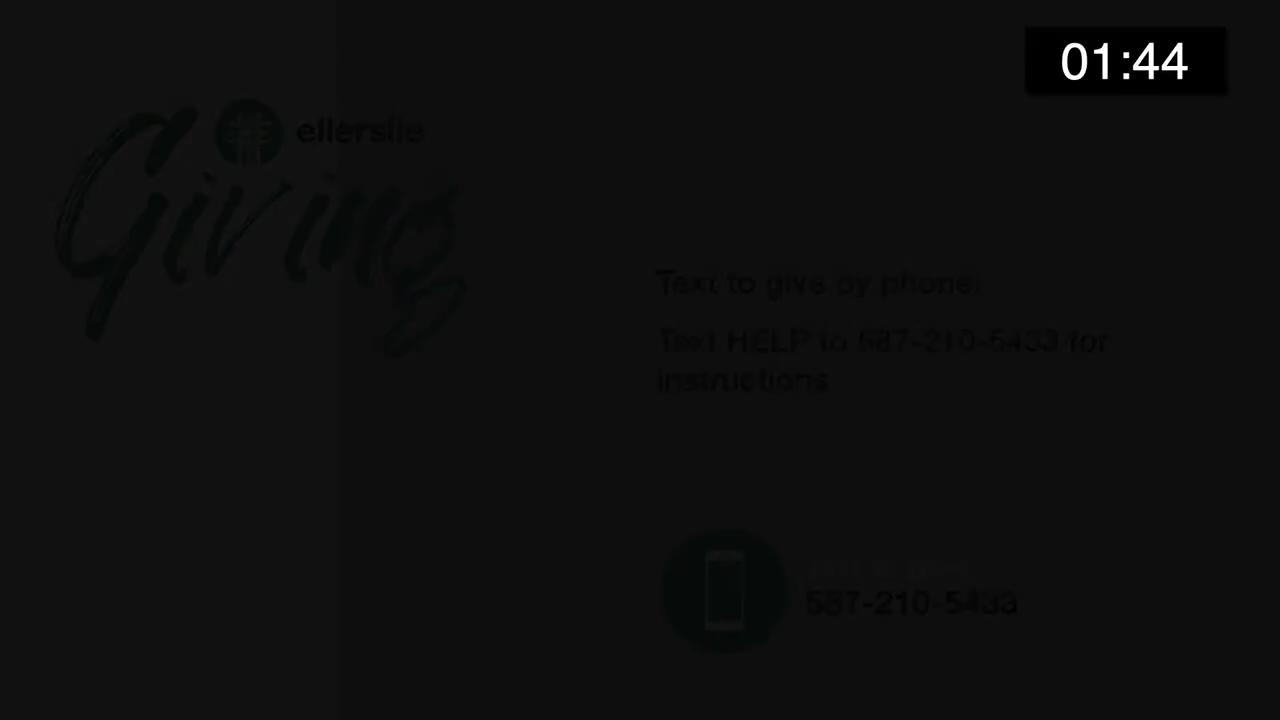 01:44
ellerslie
Giving
Text to give by phone:
Text HELP to 587-210-5433 for
instructions
587-210-5433